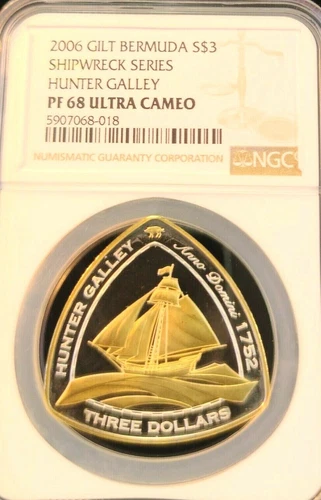 2006 GILT BERMUDA S$3
SHIPWRECK SERIES
HUNTER GALLEY
PF 68 ULTRA CAMEO
5907068-018
NUMISMATIC GUARANTY CORPORATION
NGC
HUNTER GALLEY
Anno Domini 1752
THREE DOLLARS